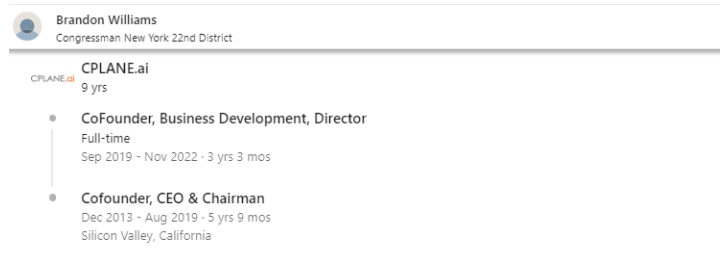 Brandon Williams
Congressman New York 22nd District
CPLANE.ai
CPLANE.ai
9 yrs
CoFounder, Business Development, Director
Full-time
Sep 2019 - Nov 2022 · 3 yrs 3 mos
Cofounder, CEO & Chairman
Dec 2013 - Aug 2019 · 5 yrs 9 mos
Silicon Valley, California